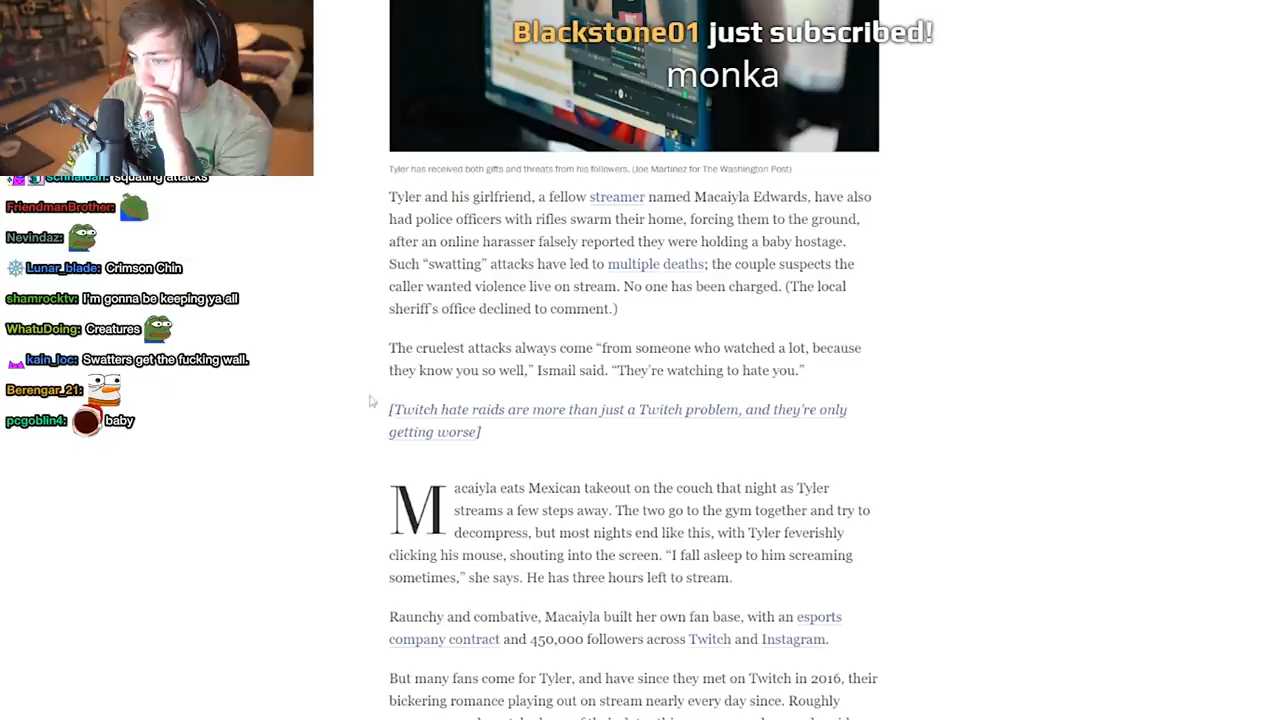 Blackstone01 just subscribed!
monka
schnaidan: squating attacks
FriendmanBrother:
Nevindaz:
Lunar_blade: Crimson Chin
shamrocktv: I'm gonna be keeping ya all
WhatuDoing: Creatures
kain_loc: Swatters get the fucking wall.
Berengar_21:
pcgoblin4: baby
Tyler has received both gifts and threats from his followers. (Joe Martinez for The Washington Post)
Tyler and his girlfriend, a fellow streamer named Macaiyla Edwards, have also
had police officers with rifles swarm their home, forcing them to the ground,
after an online harasser falsely reported they were holding a baby hostage.
Such “swatting” attacks have led to multiple deaths; the couple suspects the
caller wanted violence live on stream. No one has been charged. (The local
sheriff’s office declined to comment.)
The cruelest attacks always come “from someone who watched a lot, because
they know you so well,” Ismail said. “They’re watching to hate you.”
[Twitch hate raids are more than just a Twitch problem, and they’re only
getting worse]
Macaiyla eats Mexican takeout on the couch that night as Tyler
streams a few steps away. The two go to the gym together and try to
decompress, but most nights end like this, with Tyler feverishly
clicking his mouse, shouting into the screen. “I fall asleep to him screaming
sometimes,” she says. He has three hours left to stream.
Raunchy and combative, Macaiyla built her own fan base, with an esports
company contract and 450,000 followers across Twitch and Instagram.
But many fans come for Tyler, and have since they met on Twitch in 2016, their
bickering romance playing out on stream nearly every day since. Roughly